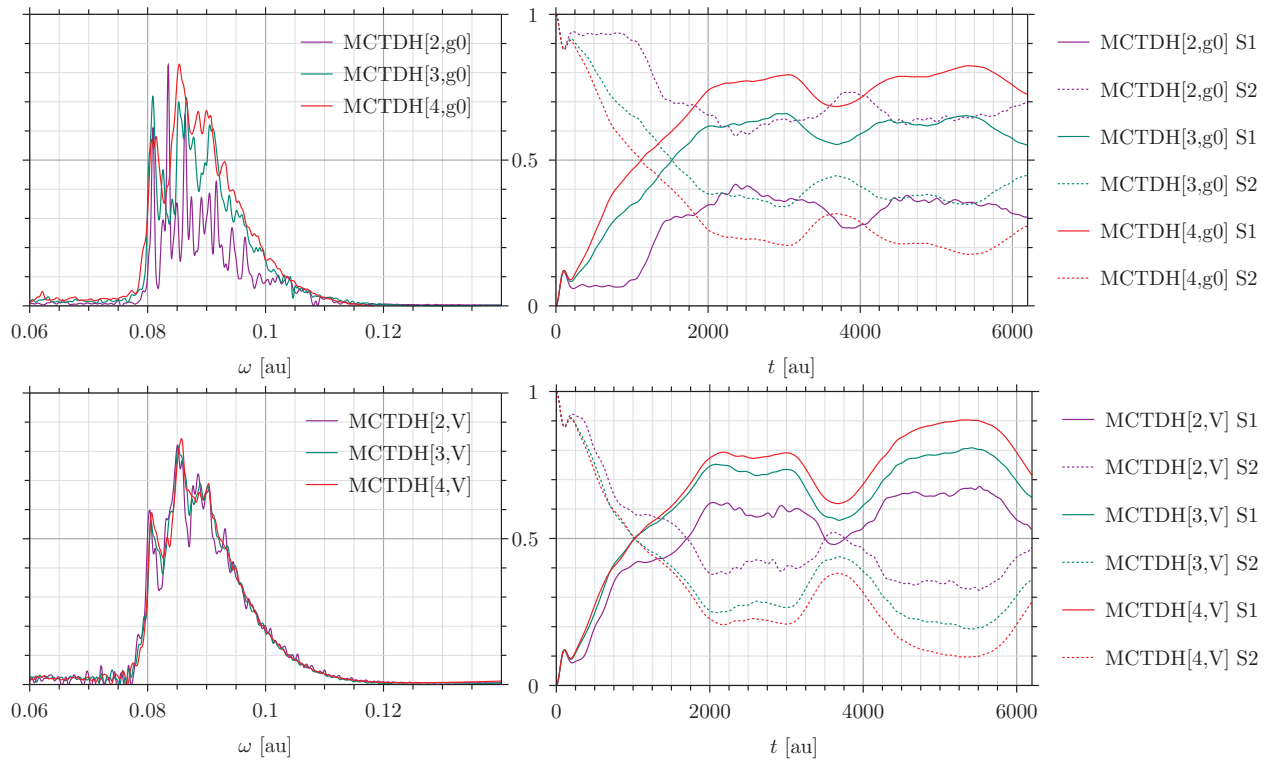 MCTDH[2,g0]
MCTDH[3,g0]
MCTDH[4,g0]
0.06
0.08
0.1
0.12
ω [au]
1
0.5
0
0
2000
4000
6000
t [au]
MCTDH[2,g0] S1
MCTDH[2,g0] S2
MCTDH[3,g0] S1
MCTDH[3,g0] S2
MCTDH[4,g0] S1
MCTDH[4,g0] S2
MCTDH[2,V]
MCTDH[3,V]
MCTDH[4,V]
0.06
0.08
0.1
0.12
ω [au]
1
0.5
0
0
2000
4000
6000
t [au]
MCTDH[2,V] S1
MCTDH[2,V] S2
MCTDH[3,V] S1
MCTDH[3,V] S2
MCTDH[4,V] S1
MCTDH[4,V] S2